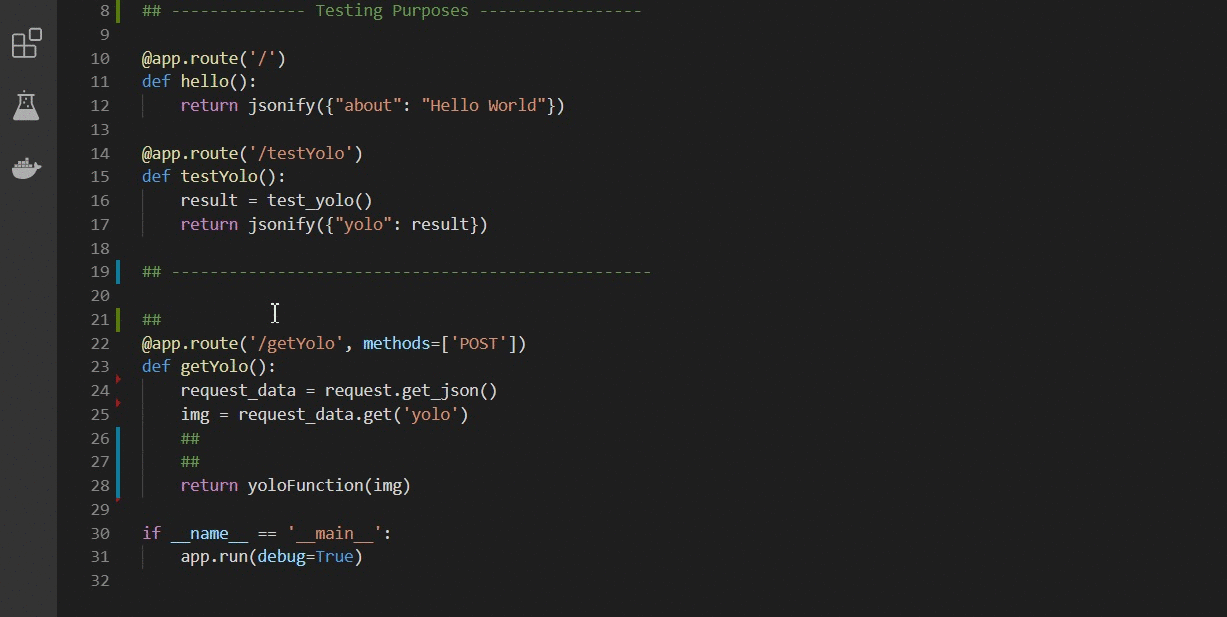 8 ## -------------- Testing Purposes -----------------
9
10 @app.route('/')
11 def hello():
12     return jsonify({"about": "Hello World"})
13
14 @app.route('/testYolo')
15 def testYolo():
16     result = test_yolo()
17     return jsonify({"yolo": result})
18
19 ## --------------------------------------------------
20
21 ##
22 @app.route('/getYolo', methods=['POST'])
23 def getYolo():
24     request_data = request.get_json()
25     img = request_data.get('yolo')
26     ##
27     ##
28     return yoloFunction(img)
29
30 if __name__ == '__main__':
31     app.run(debug=True)
32